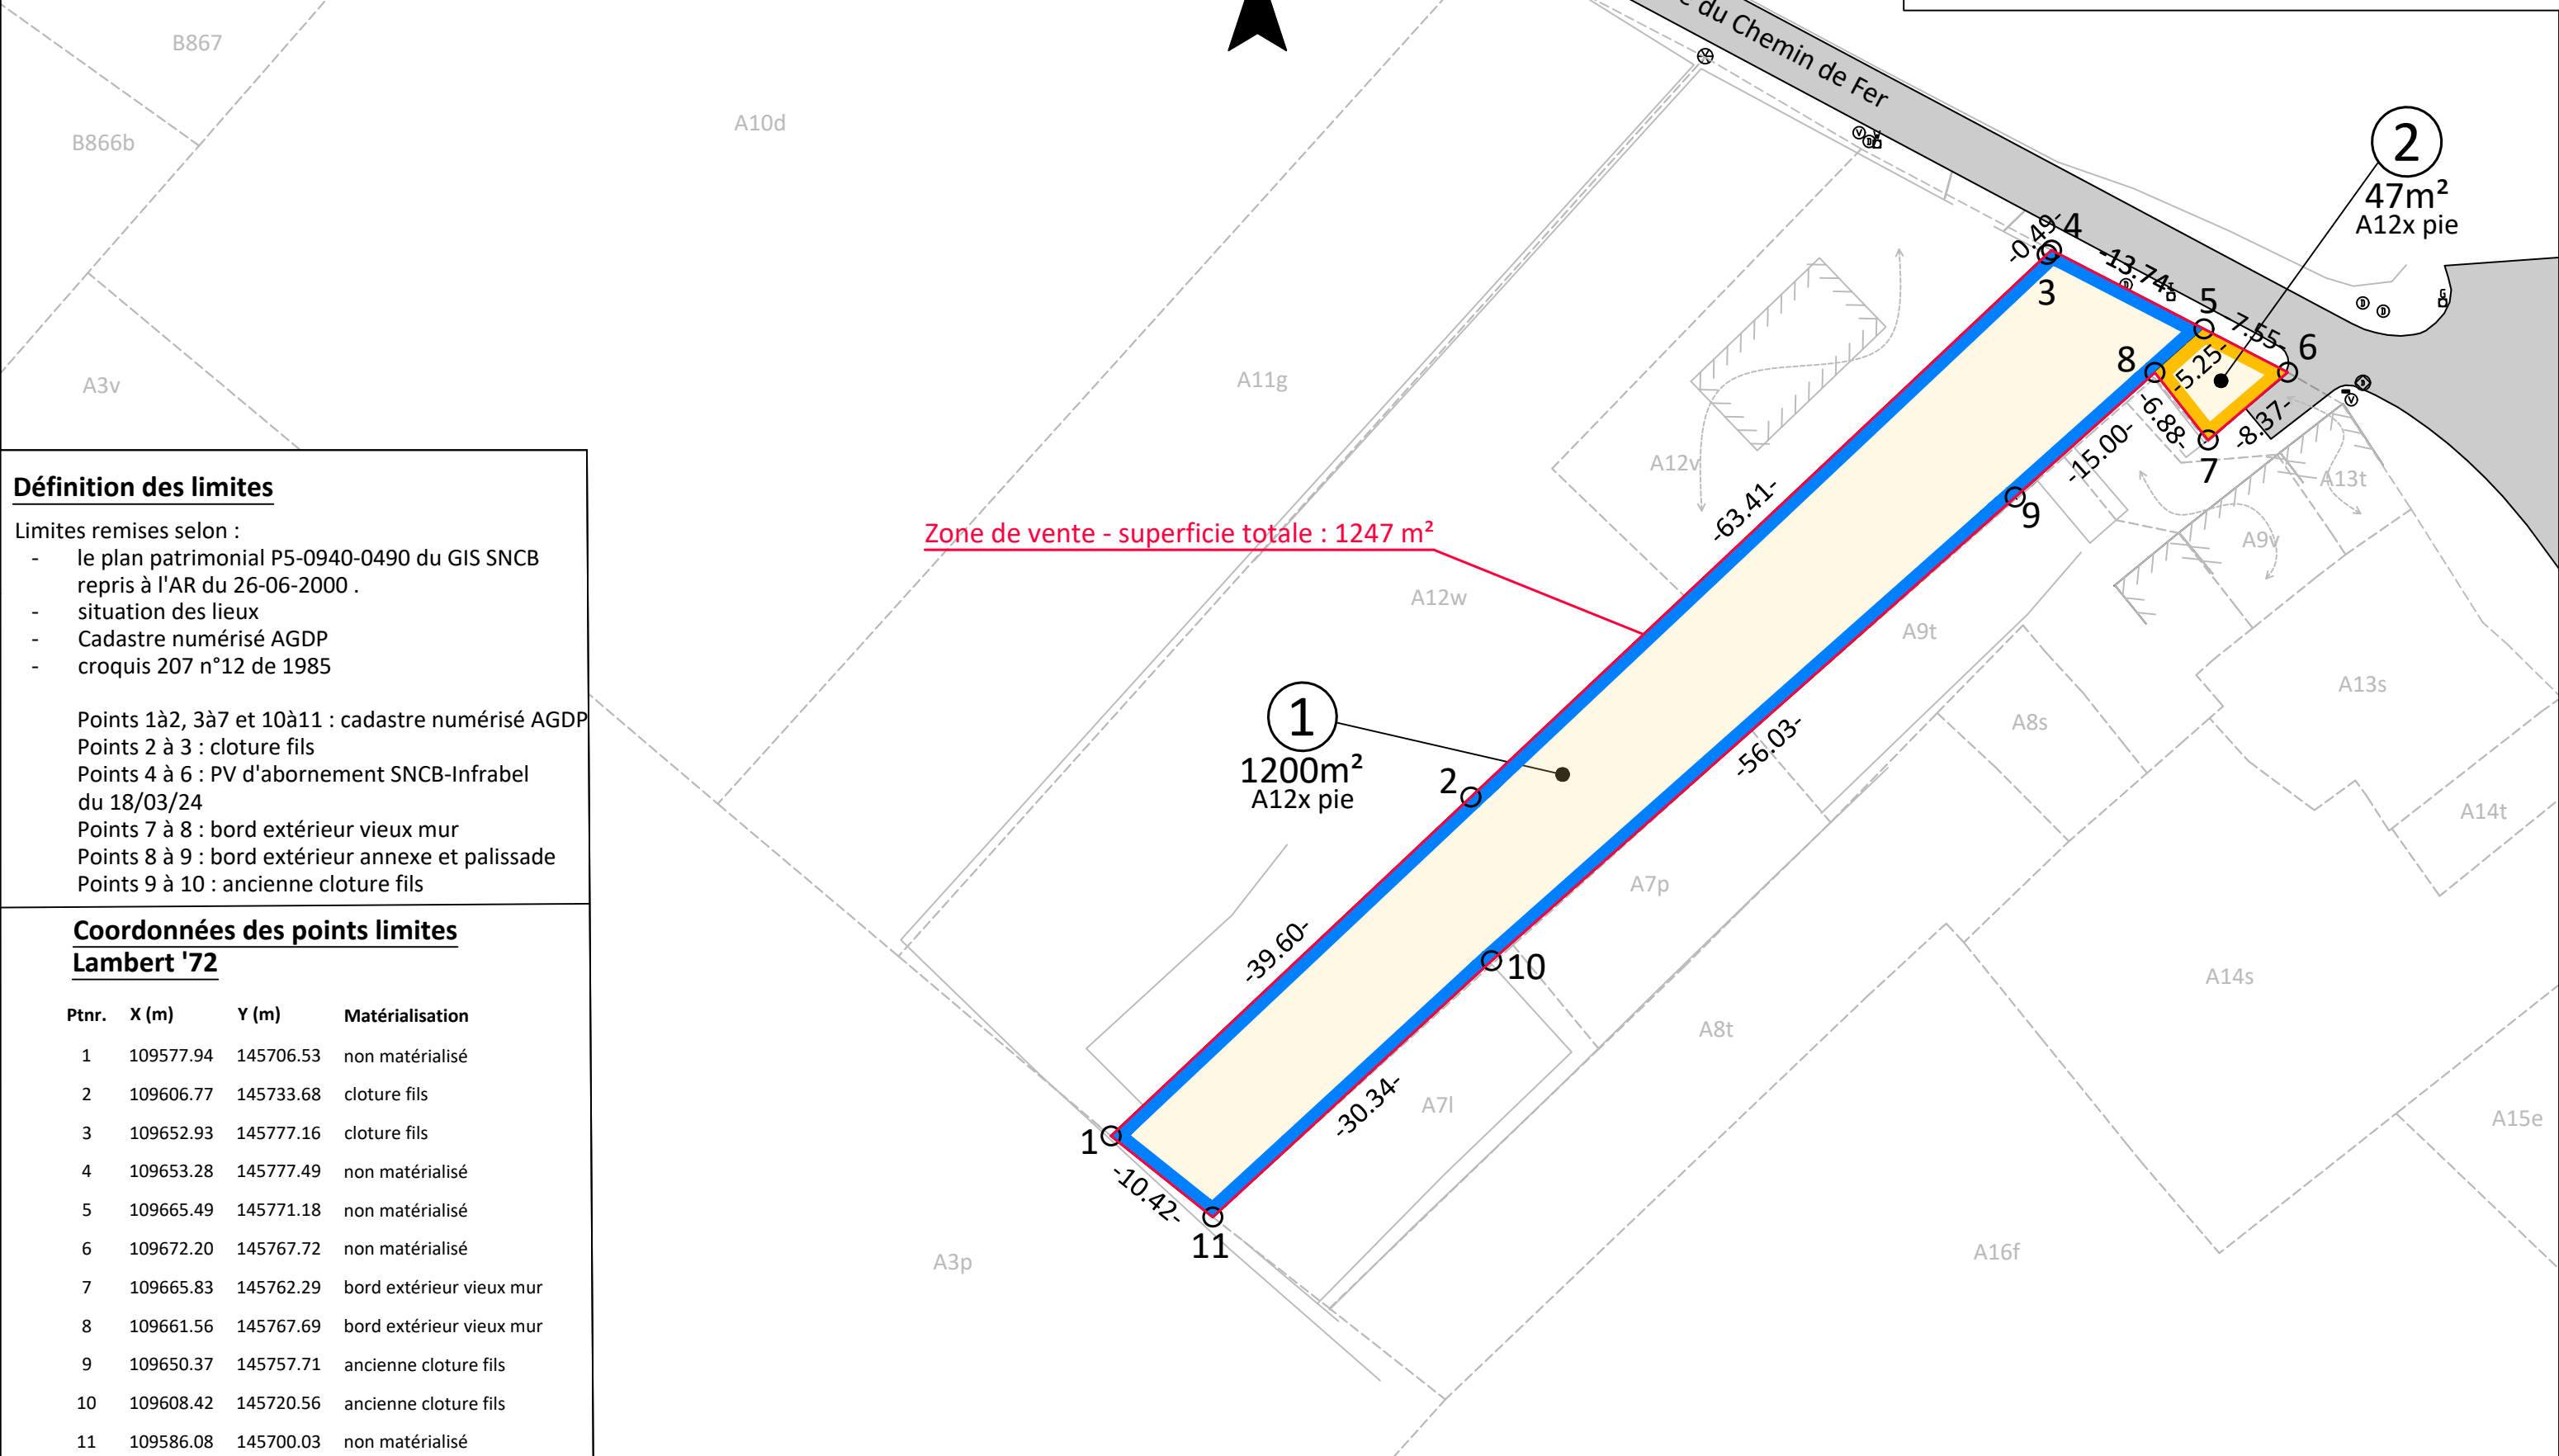 B867
B866b
A10d
A3v
A11g
A12v
A12w
du Chemin de Fer
2
47m²
A12x pie
-0.49-
4
-13.74-
3
5
7.55-
6
8
-5.25-
-6.88-
-8.37-
7
-15.00-
9
-63.41-
A13t
A9v
A9t
A13s
A8s
A14t
Zone de vente - superficie totale : 1247 m²
1
1200m²
A12x pie
2
-56.03-
A7p
-39.60-
10
A14s
A8t
A7l
-30.34-
A15e
1
-10.42-
11
A3p
A16f
Définition des limites
Limites remises selon :
- le plan patrimonial P5-0940-0490 du GIS SNCB
repris à l'AR du 26-06-2000 .
- situation des lieux
- Cadastre numérisé AGDP
- croquis 207 n°12 de 1985
Points 1à2, 3à7 et 10à11 : cadastre numérisé AGDP
Points 2 à 3 : cloture fils
Points 4 à 6 : PV d'abornement SNCB-Infrabel
du 18/03/24
Points 7 à 8 : bord extérieur vieux mur
Points 8 à 9 : bord extérieur annexe et palissade
Points 9 à 10 : ancienne cloture fils
Coordonnées des points limites
Lambert '72
Ptnr. X (m) Y (m) Matérialisation
1 109577.94 145706.53 non matérialisé
2 109606.77 145733.68 cloture fils
3 109652.93 145777.16 cloture fils
4 109653.28 145777.49 non matérialisé
5 109665.49 145771.18 non matérialisé
6 109672.20 145767.72 non matérialisé
7 109665.83 145762.29 bord extérieur vieux mur
8 109661.56 145767.69 bord extérieur vieux mur
9 109650.37 145757.71 ancienne cloture fils
10 109608.42 145720.56 ancienne cloture fils
11 109586.08 145700.03 non matérialisé